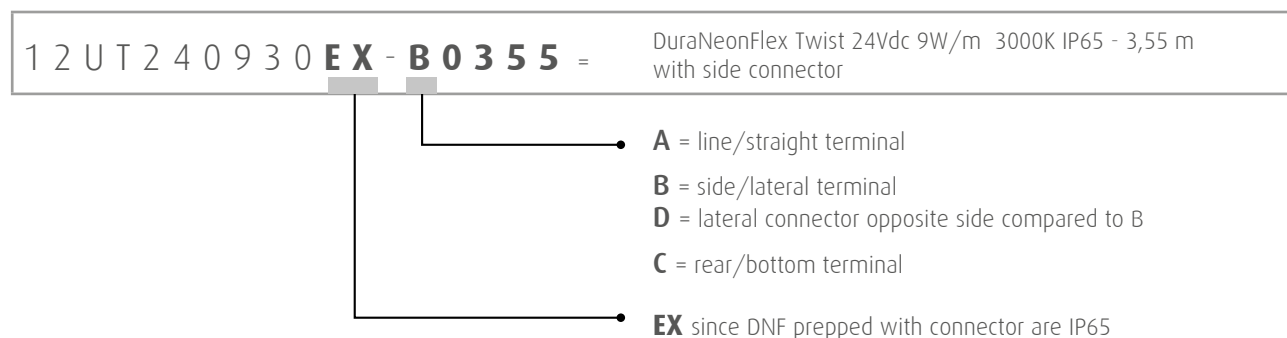 12UT240930EX-B0355 =
DuraNeonFlex Twist 24Vdc 9W/m 3000K IP65 - 3,55 m
with side connector
A = line/straight terminal
B = side/lateral terminal
D = lateral connector opposite side compared to B
C = rear/bottom terminal
EX since DNF prepped with connector are IP65